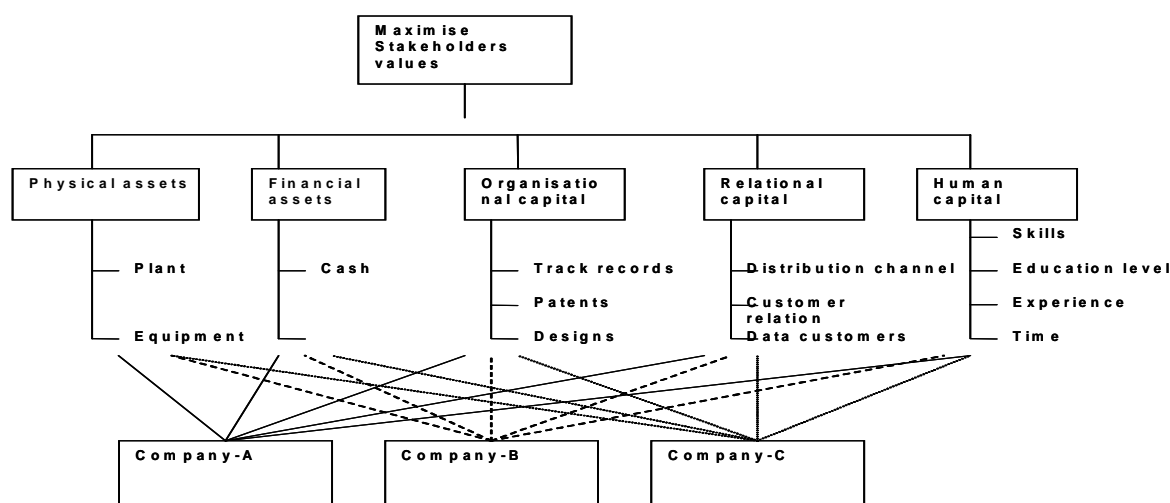 Maximise
Stakeholders
values
Physical assets
Financial
assets
Organisatio
nal capital
Relational
capital
Human
capital
Skills
Plant
Cash
Track records
Distribution channel
Education level
Patents
Customer
relation
Experience
Equipment
Designs
Data customers
Time
Company-A
Company-B
Company-C